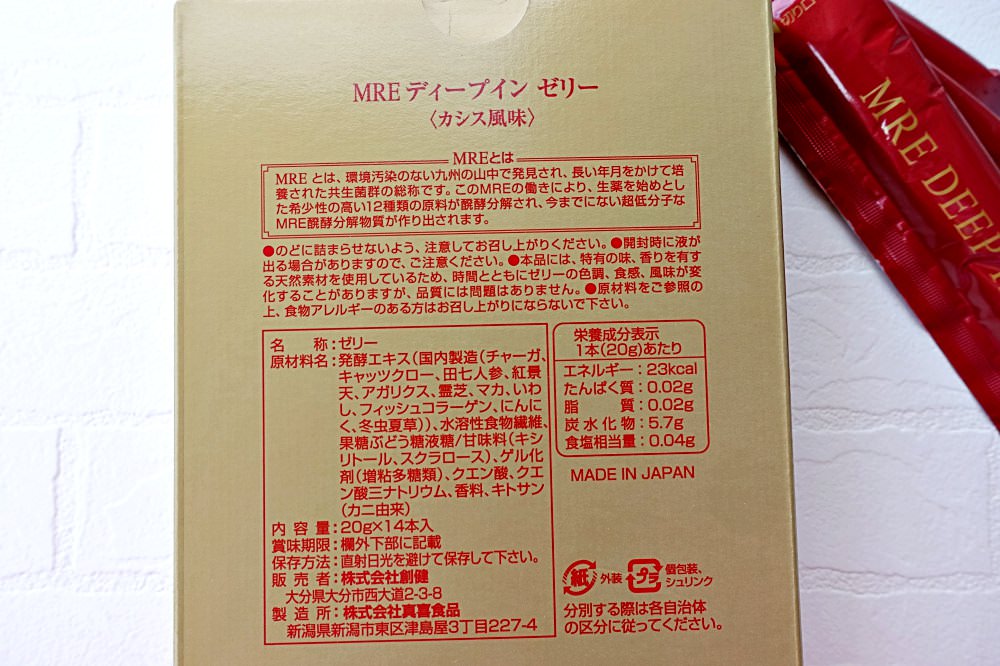 MRE ディープイン ゼリー
〈カシス風味〉
MREとは
MRE とは、環境汚染のない九州の山中で発見され、長い年月をかけて培
養された共生菌群の総称です。このMREの働きにより、生薬を始めとし
た希少性の高い12種類の原料が醗酵分解され、今までにない超低分子な
MRE醗酵分解物質が作り出されます。
●のどに詰まらせないよう、注意してお召し上がりください。●開封時に液が
出る場合がありますので、ご注意ください。●本品には、特有の味、香りを有す
る天然素材を使用しているため、時間とともにゼリーの色調、食感、風味が変
化することがありますが、品質には問題はありません。●原材料をご参照の
上、食物アレルギーのある方はお召し上がりにならないで下さい。
名 称:ゼリー
原材料名:発酵エキス(国内製造(チャーガ、
キャッツクロー、田七人参、紅景
天、アガリクス、霊芝、マカ、いわ
し、フィッシュコラーゲン、にんに
く、冬虫夏草))、水溶性食物繊維、
果糖ぶどう糖液糖/甘味料(キシ
リトール、スクラロース)、ゲル化
剤(増粘多糖類)、クエン酸、クエ
ン酸三ナトリウム、香料、キトサン
(カニ由来)
内 容 量:20g×14本入
賞味期限:欄外下部に記載
保存方法:直射日光を避けて保存して下さい。
販 売 者:株式会社創健
大分県大分市西大道2-3-8
製 造 所:株式会社真喜食品
新潟県新潟市東区津島屋3丁目227-4
栄養成分表示
1本(20g)あたり
エネルギー:23kcal
たんぱく質:0.02g
脂 質:0.02g
炭水化物:5.7g
食塩相当量:0.04g
MADE IN JAPAN
紙 外装
プラ 個包装、
シュリンク
分別する際は各自治体
の区分に従ってください。
切り口
MRE DEEP